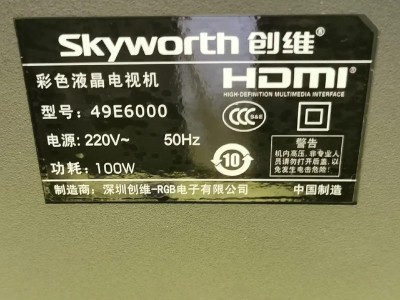 Skyworth 创维®
彩色液晶电视机
HDMI®
HIGH-DEFINITION MULTIMEDIA INTERFACE
型号: 49E6000
CCC S&E
电源: 220V~ 50Hz
功耗: 100W
10
警告
机内高压,非专业人
员请勿打开后盖,以
免发生电击危险!
制造商: 深圳创维-RGB电子有限公司
中国制造